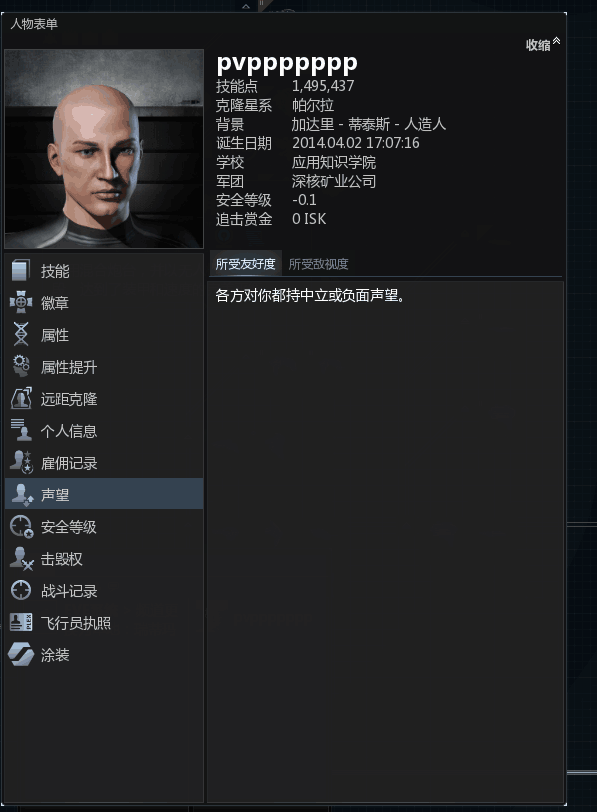 人物表单
收缩
pvppppppp
技能点 1,495,437
克隆星系 帕尔拉
背景 加达里 - 蒂泰斯 - 人造人
诞生日期 2014.04.02 17:07:16
学校 应用知识学院
军团 深核矿业公司
安全等级 -0.1
追击赏金 0 ISK
所受友好度 所受敌视度
各方对你都持中立或负面声望。
技能
徽章
属性
属性提升
远距克隆
个人信息
雇佣记录
声望
安全等级
击毁权
战斗记录
飞行员执照
涂装